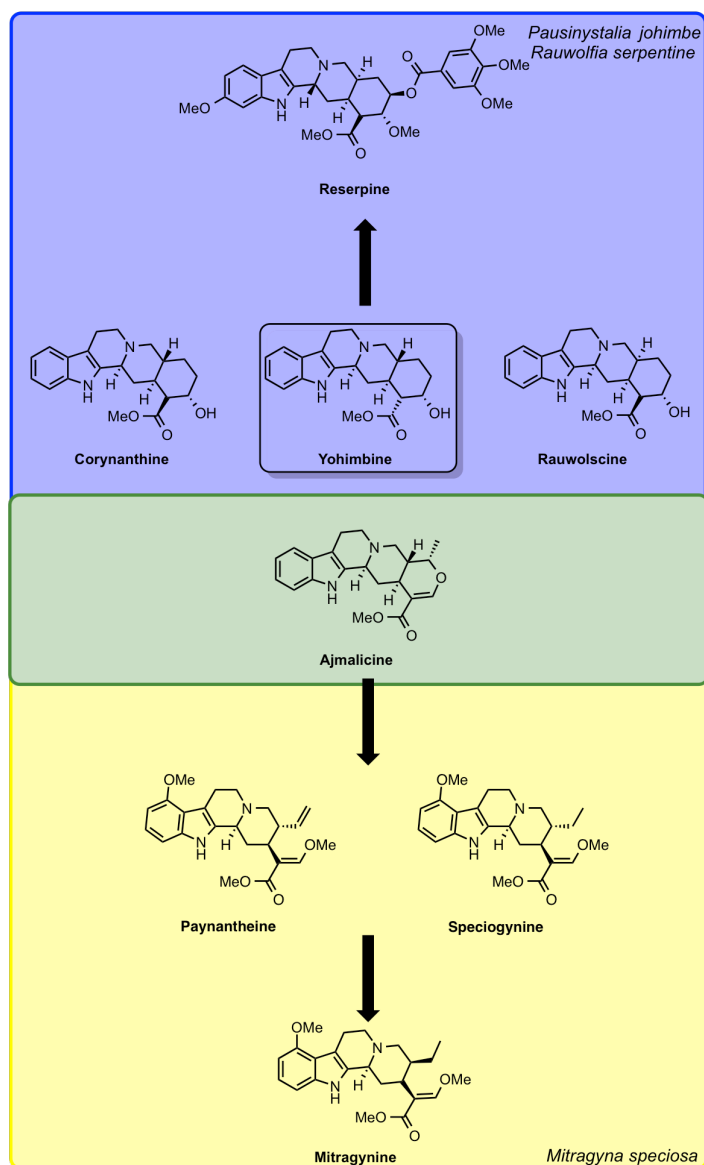 Pausinystalia johimbe
Rauwolfia serpentine
OMe
OMe
OMe
O
O
N
H
H
MeO
N
H
H
MeO
OMe
O
Reserpine
N
N
H
H
H
MeO
OH
O
Corynanthine
N
N
H
H
H
MeO
OH
O
Yohimbine
N
H
N
H
H
H
MeO
OH
O
Rauwolscine
N
H
N
H
H
H
O
MeO
O
Ajmalicine
OMe
N
N
H
H
OMe
MeO
O
Paynantheine
OMe
N
N
H
H
OMe
MeO
O
Speciogynine
OMe
N
N
H
H
OMe
MeO
O
Mitragynine
Mitragyna speciosa